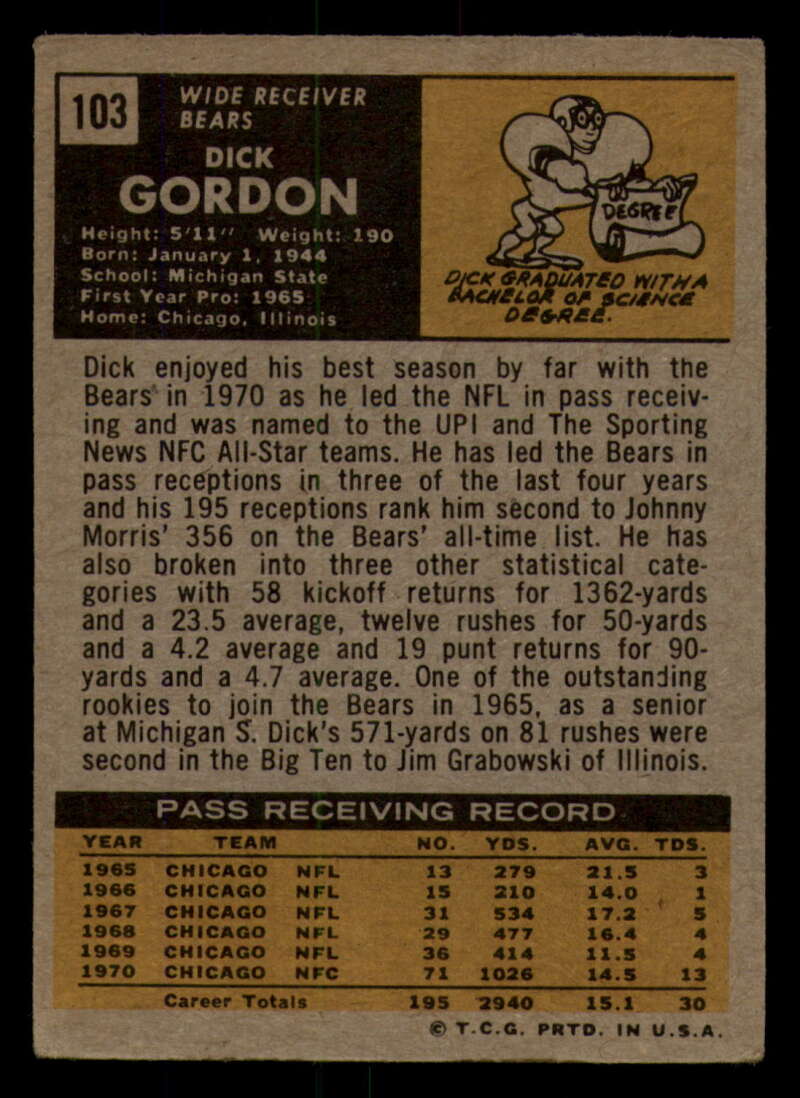 103
WIDE RECEIVER
BEARS
DICK
GORDON
Height: 5'11" Weight: 190
Born: January 1, 1944
School: Michigan State
First Year Pro: 1965
Home: Chicago, Illinois
DEGREE
DICK GRADUATED WITH A
BACHELOR OF SCIENCE
DEGREE.
Dick enjoyed his best season by far with the
Bears in 1970 as he led the NFL in pass receiv-
ing and was named to the UPI and The Sporting
News NFC All-Star teams. He has led the Bears in
pass receptions in three of the last four years
and his 195 receptions rank him second to Johnny
Morris' 356 on the Bears' all-time list. He has
also broken into three other statistical cate-
gories with 58 kickoff returns for 1362-yards
and a 23.5 average, twelve rushes for 50-yards
and a 4.2 average and 19 punt returns for 90-
yards and a 4.7 average. One of the outstanding
rookies to join the Bears in 1965, as a senior
at Michigan S. Dick's 571-yards on 81 rushes were
second in the Big Ten to Jim Grabowski of Illinois.
PASS RECEIVING RECORD
YEAR TEAM NO. YDS. AVG. TDS.
1965 CHICAGO NFL 13 279 21.5 3
1966 CHICAGO NFL 15 210 14.0 1
1967 CHICAGO NFL 31 534 17.2 5
1968 CHICAGO NFL 29 477 16.4 4
1969 CHICAGO NFL 36 414 11.5 4
1970 CHICAGO NFC 71 1026 14.5 13
Career Totals 195 2940 15.1 30
© T.C.G. PRTD. IN U.S.A.